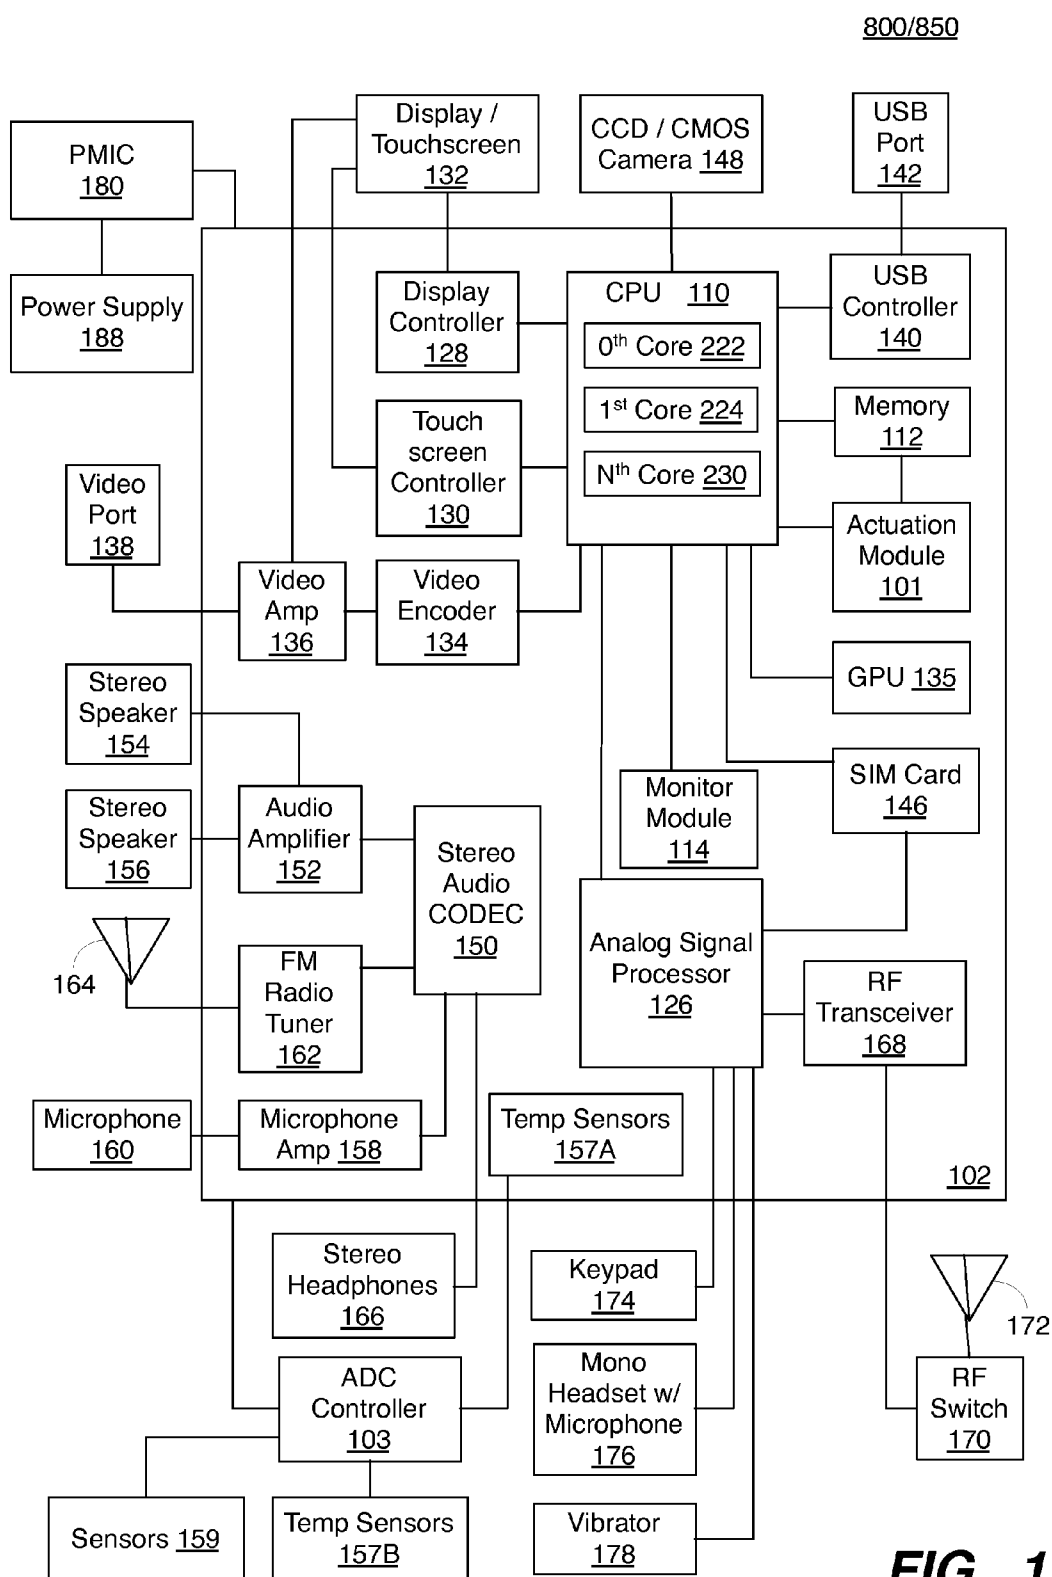 800/850
PMIC
180
Display /
Touchscreen
132
CCD / CMOS
Camera 148
USB
Port
142
Power Supply
188
Display
Controller
128
CPU 110
0th Core 222
1st Core 224
Nth Core 230
USB
Controller
140
Memory
112
Touch
screen
Controller
130
Video
Port
138
Actuation
Module
101
Video
Amp
136
Video
Encoder
134
GPU 135
Stereo
Speaker
154
SIM Card
146
Monitor
Module
114
Stereo
Speaker
156
Audio
Amplifier
152
Stereo
Audio
CODEC
150
164
FM
Radio
Tuner
162
Analog Signal
Processor
126
RF
Transceiver
168
Microphone
160
Microphone
Amp 158
Temp Sensors
157A
102
Stereo
Headphones
166
Keypad
174
172
ADC
Controller
103
Mono
Headset w/
Microphone
176
RF
Switch
170
Sensors 159
Temp Sensors
157B
Vibrator
178
FIG. 1